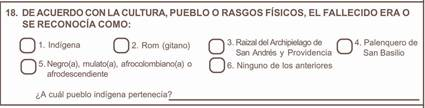 18. DE ACUERDO CON LA CULTURA, PUEBLO O RASGOS FÍSICOS, EL FALLECIDO ERA O
SE RECONOCÍA COMO:
1. Indígena
2. Rom (gitano)
3. Raizal del Archipielago de
San Andrés y Providencia
4. Palenquero de
San Basilio
5. Negro(a), mulato(a), afrocolombiano(a) o
afrodescendiente
6. Ninguno de los anteriores
¿A cuál pueblo indígena pertenecía?